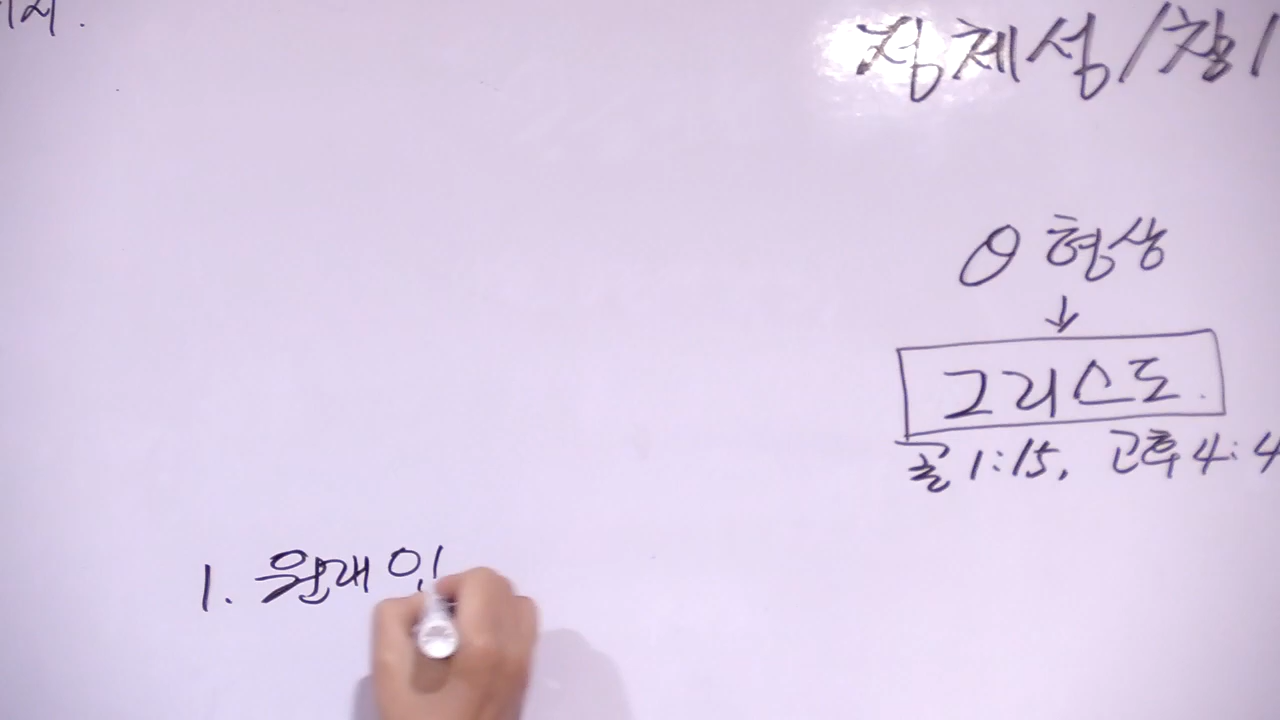 정체성/창1
θ 형상
↓
그리스도.
골 1:15, 고후 4:4
1. 원래 인